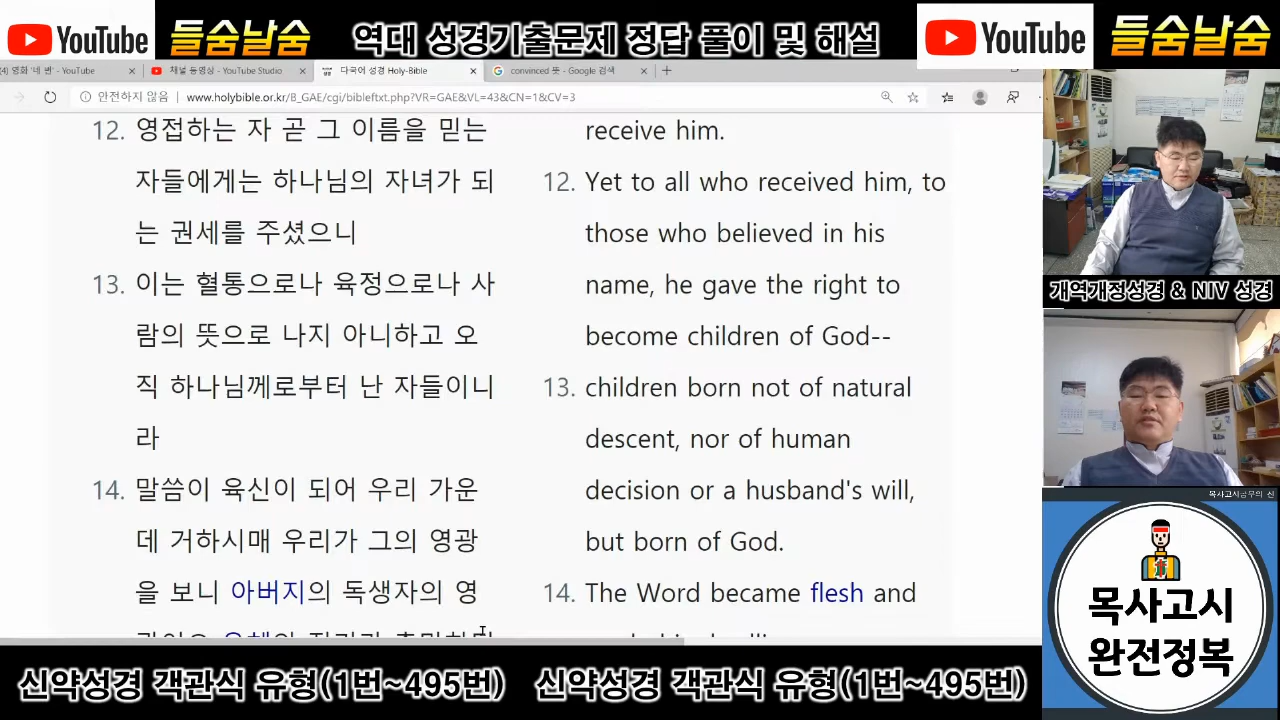 YouTube 들숨날숨 역대 성경기출문제 정답 풀이 및 해설 YouTube 들숨날숨
(4) 영화 '네 번' - YouTube
채널 동영상 - YouTube Studio
다국어 성경 Holy-Bible
convinced 뜻 - Google 검색
안전하지 않음 | www.holybible.or.kr/B_GAE/cgi/bibleftxt.php?VR=GAE&VL=43&CN=1&CV=3
12. 영접하는 자 곧 그 이름을 믿는
자들에게는 하나님의 자녀가 되
는 권세를 주셨으니
13. 이는 혈통으로나 육정으로나 사
람의 뜻으로 나지 아니하고 오
직 하나님께로부터 난 자들이니
라
14. 말씀이 육신이 되어 우리 가운
데 거하시매 우리가 그의 영광
을 보니 아버지의 독생자의 영
receive him.
12. Yet to all who received him, to
those who believed in his
name, he gave the right to
become children of God--
13. children born not of natural
descent, nor of human
decision or a husband's will,
but born of God.
14. The Word became flesh and
개역개정성경 & NIV 성경
목사고시공부의 신
목사고시
완전정복
신약성경 객관식 유형(1번~495번) 신약성경 객관식 유형(1번~495번)